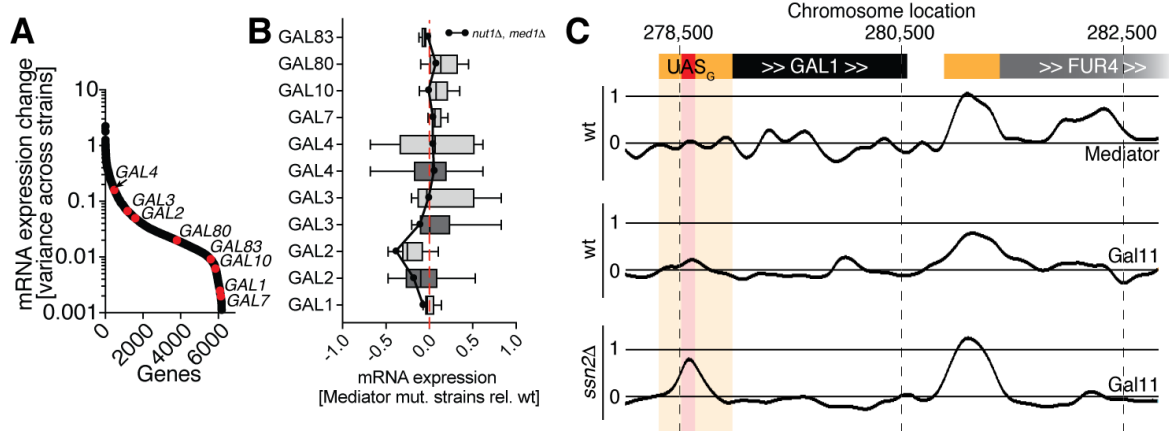 A
mRNA expression change
[variance across strains]
10
1
0.1
0.01
0.001
GAL4
GAL3
GAL2
GAL80
GAL83
GAL10
GAL1
GAL7
0
2000
4000
6000
Genes
B
nut1Δ, med1Δ
GAL83
GAL80
GAL10
GAL7
GAL4
GAL4
GAL3
GAL3
GAL2
GAL2
GAL1
-1.0
-0.5
0.0
0.5
1.0
mRNA expression
[Mediator mut. strains rel. wt]
C
Chromosome location
278,500
280,500
282,500
UASG
>> GAL1 >>
>> FUR4 >>
wt
1
0
Mediator
wt
1
0
Gal11
ssn2Δ
1
0
Gal11